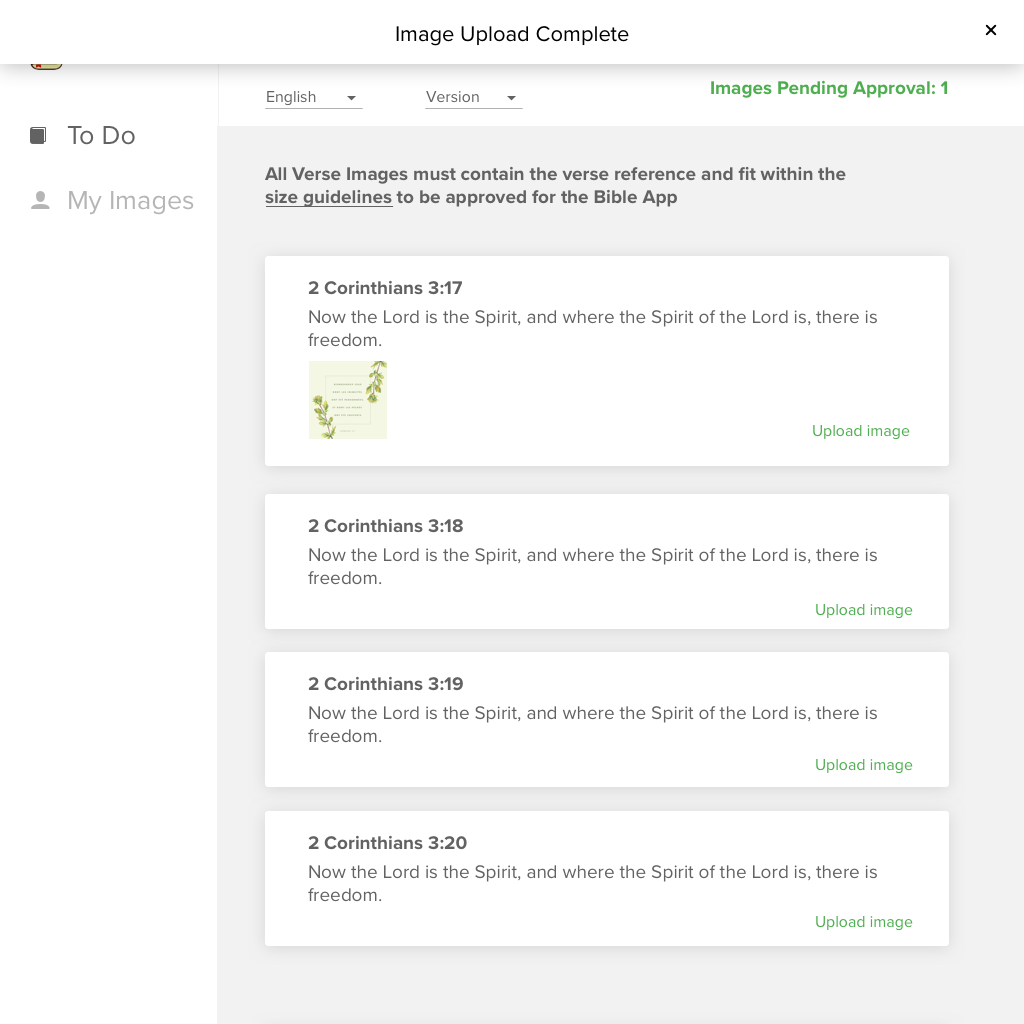 Image Upload Complete
English
Version
Images Pending Approval: 1
To Do
My Images
All Verse Images must contain the verse reference and fit within the
size guidelines to be approved for the Bible App
2 Corinthians 3:17
Now the Lord is the Spirit, and where the Spirit of the Lord is, there is
freedom.
Upload image
2 Corinthians 3:18
Now the Lord is the Spirit, and where the Spirit of the Lord is, there is
freedom.
Upload image
2 Corinthians 3:19
Now the Lord is the Spirit, and where the Spirit of the Lord is, there is
freedom.
Upload image
2 Corinthians 3:20
Now the Lord is the Spirit, and where the Spirit of the Lord is, there is
freedom.
Upload image